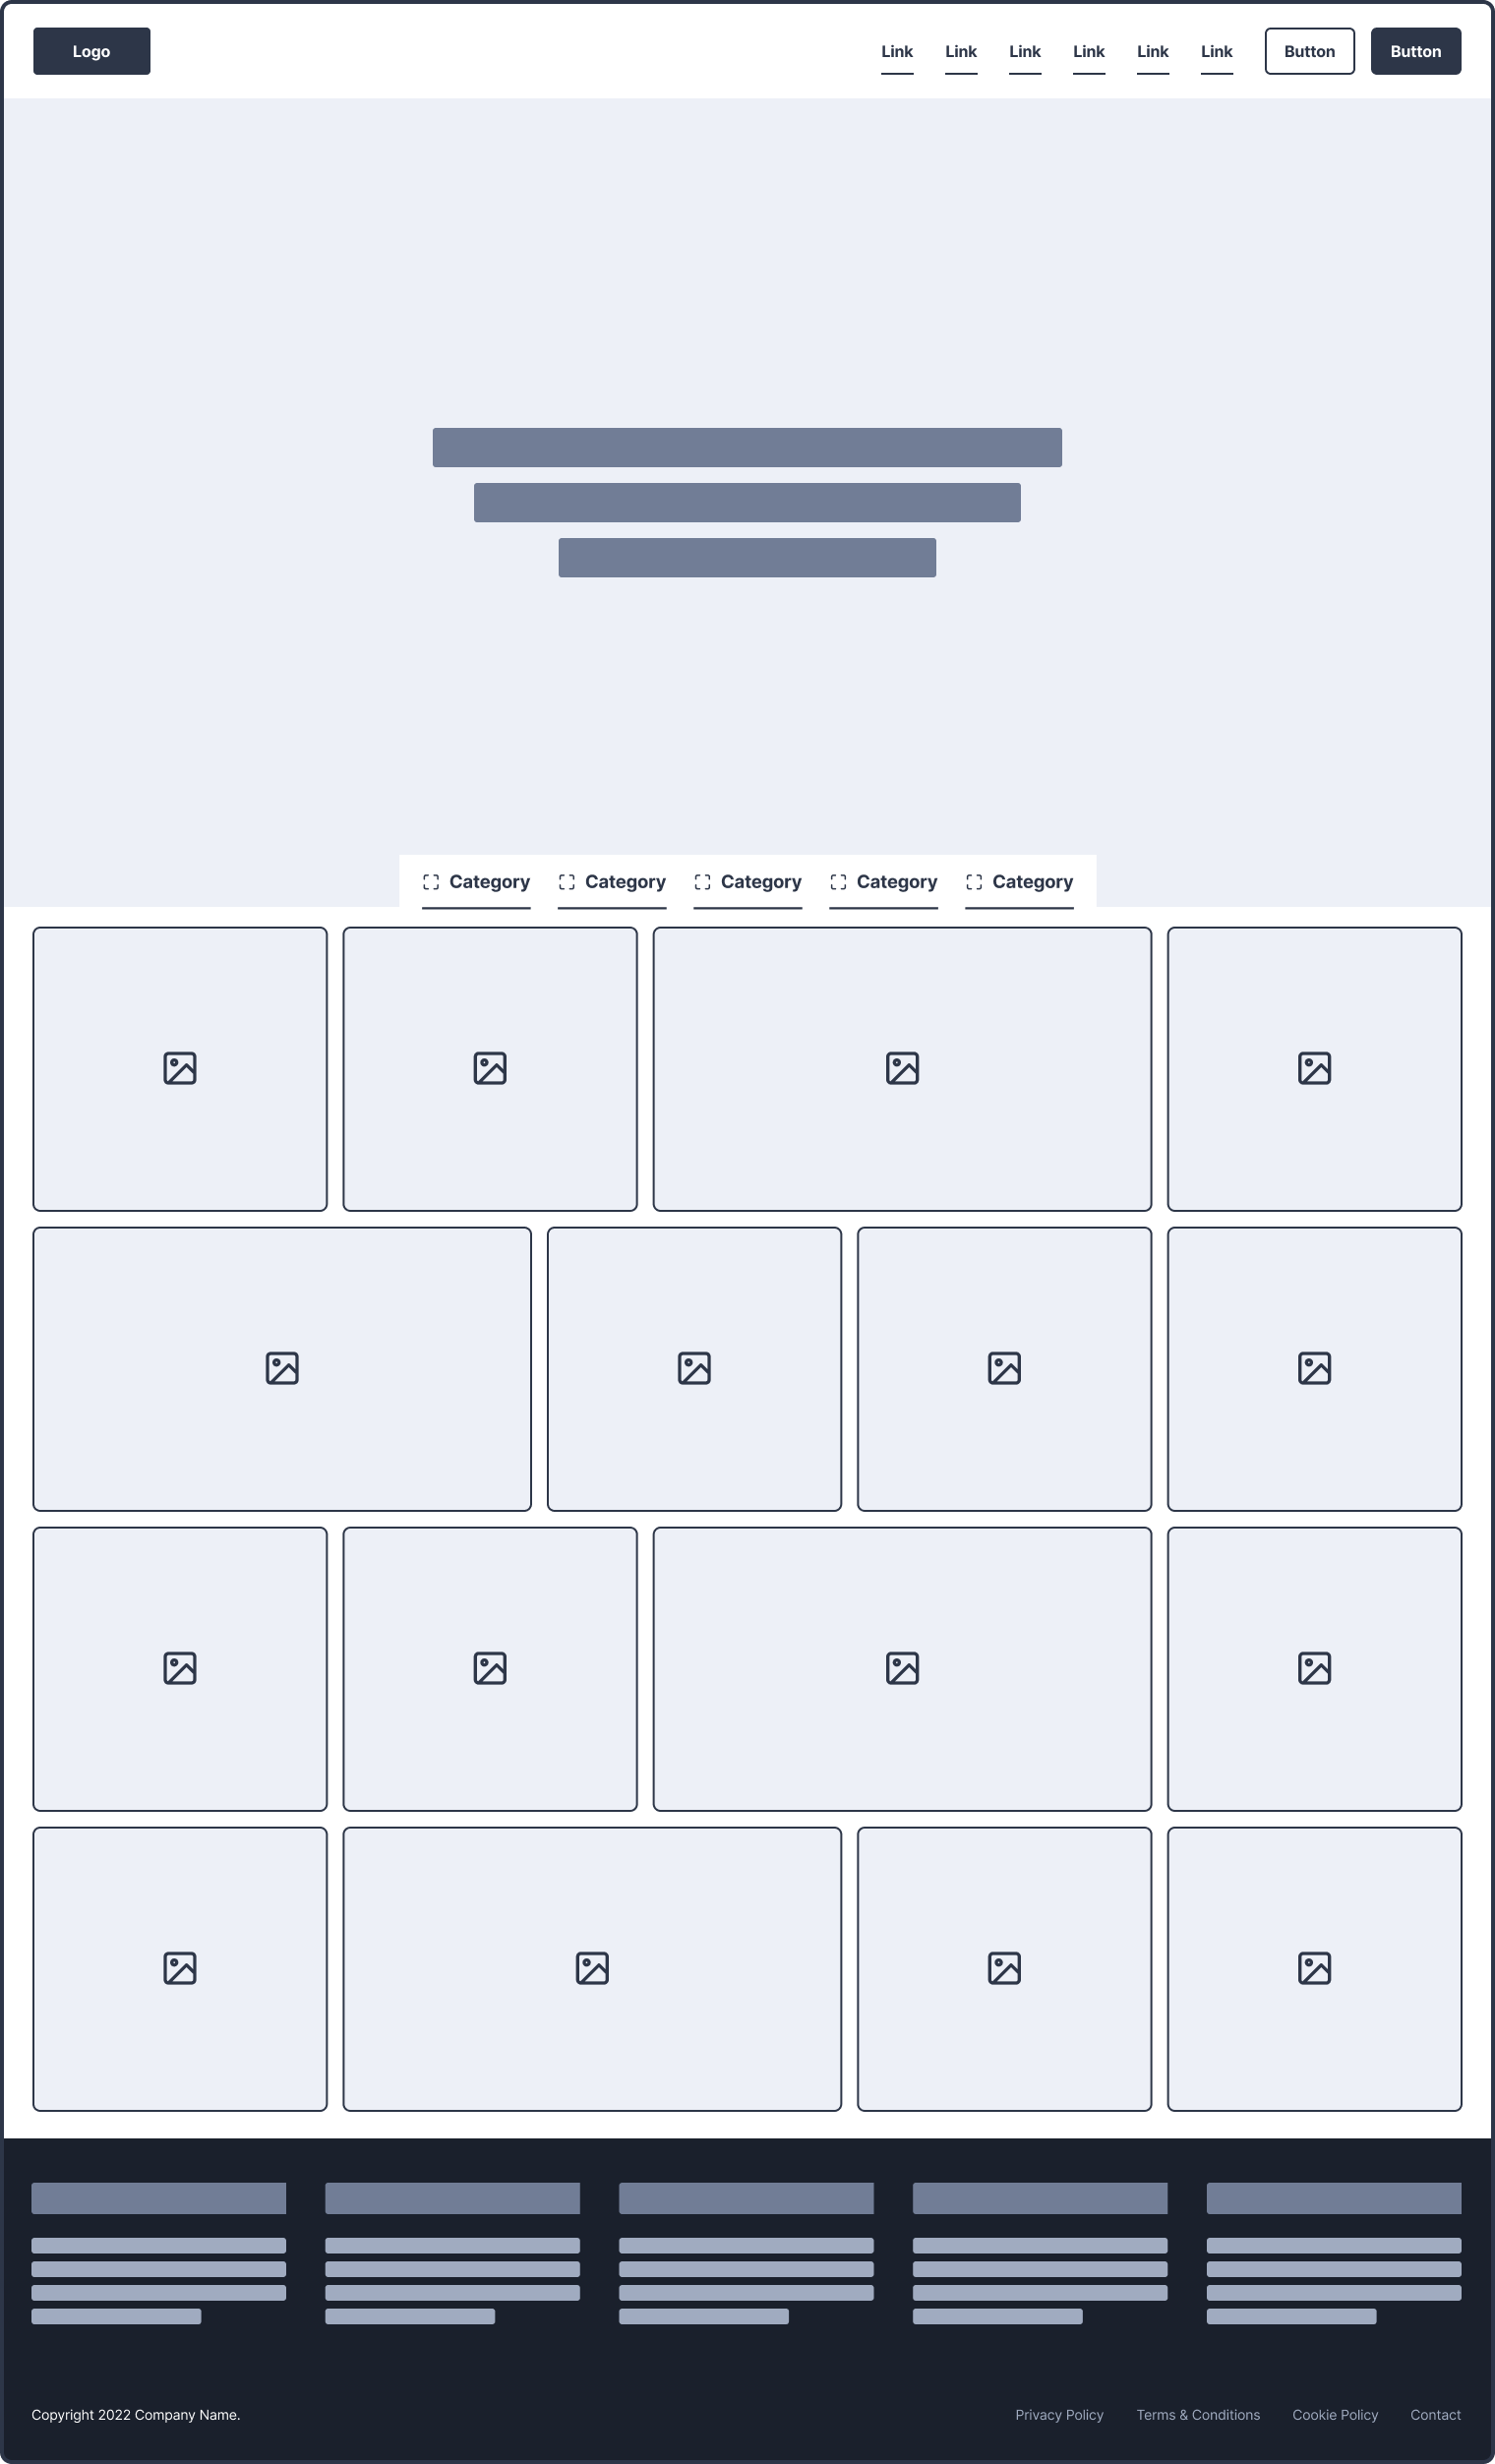 Logo Link Link Link Link Link Link Button Button
Category Category Category Category Category
Copyright 2022 Company Name. Privacy Policy Terms & Conditions Cookie Policy Contact